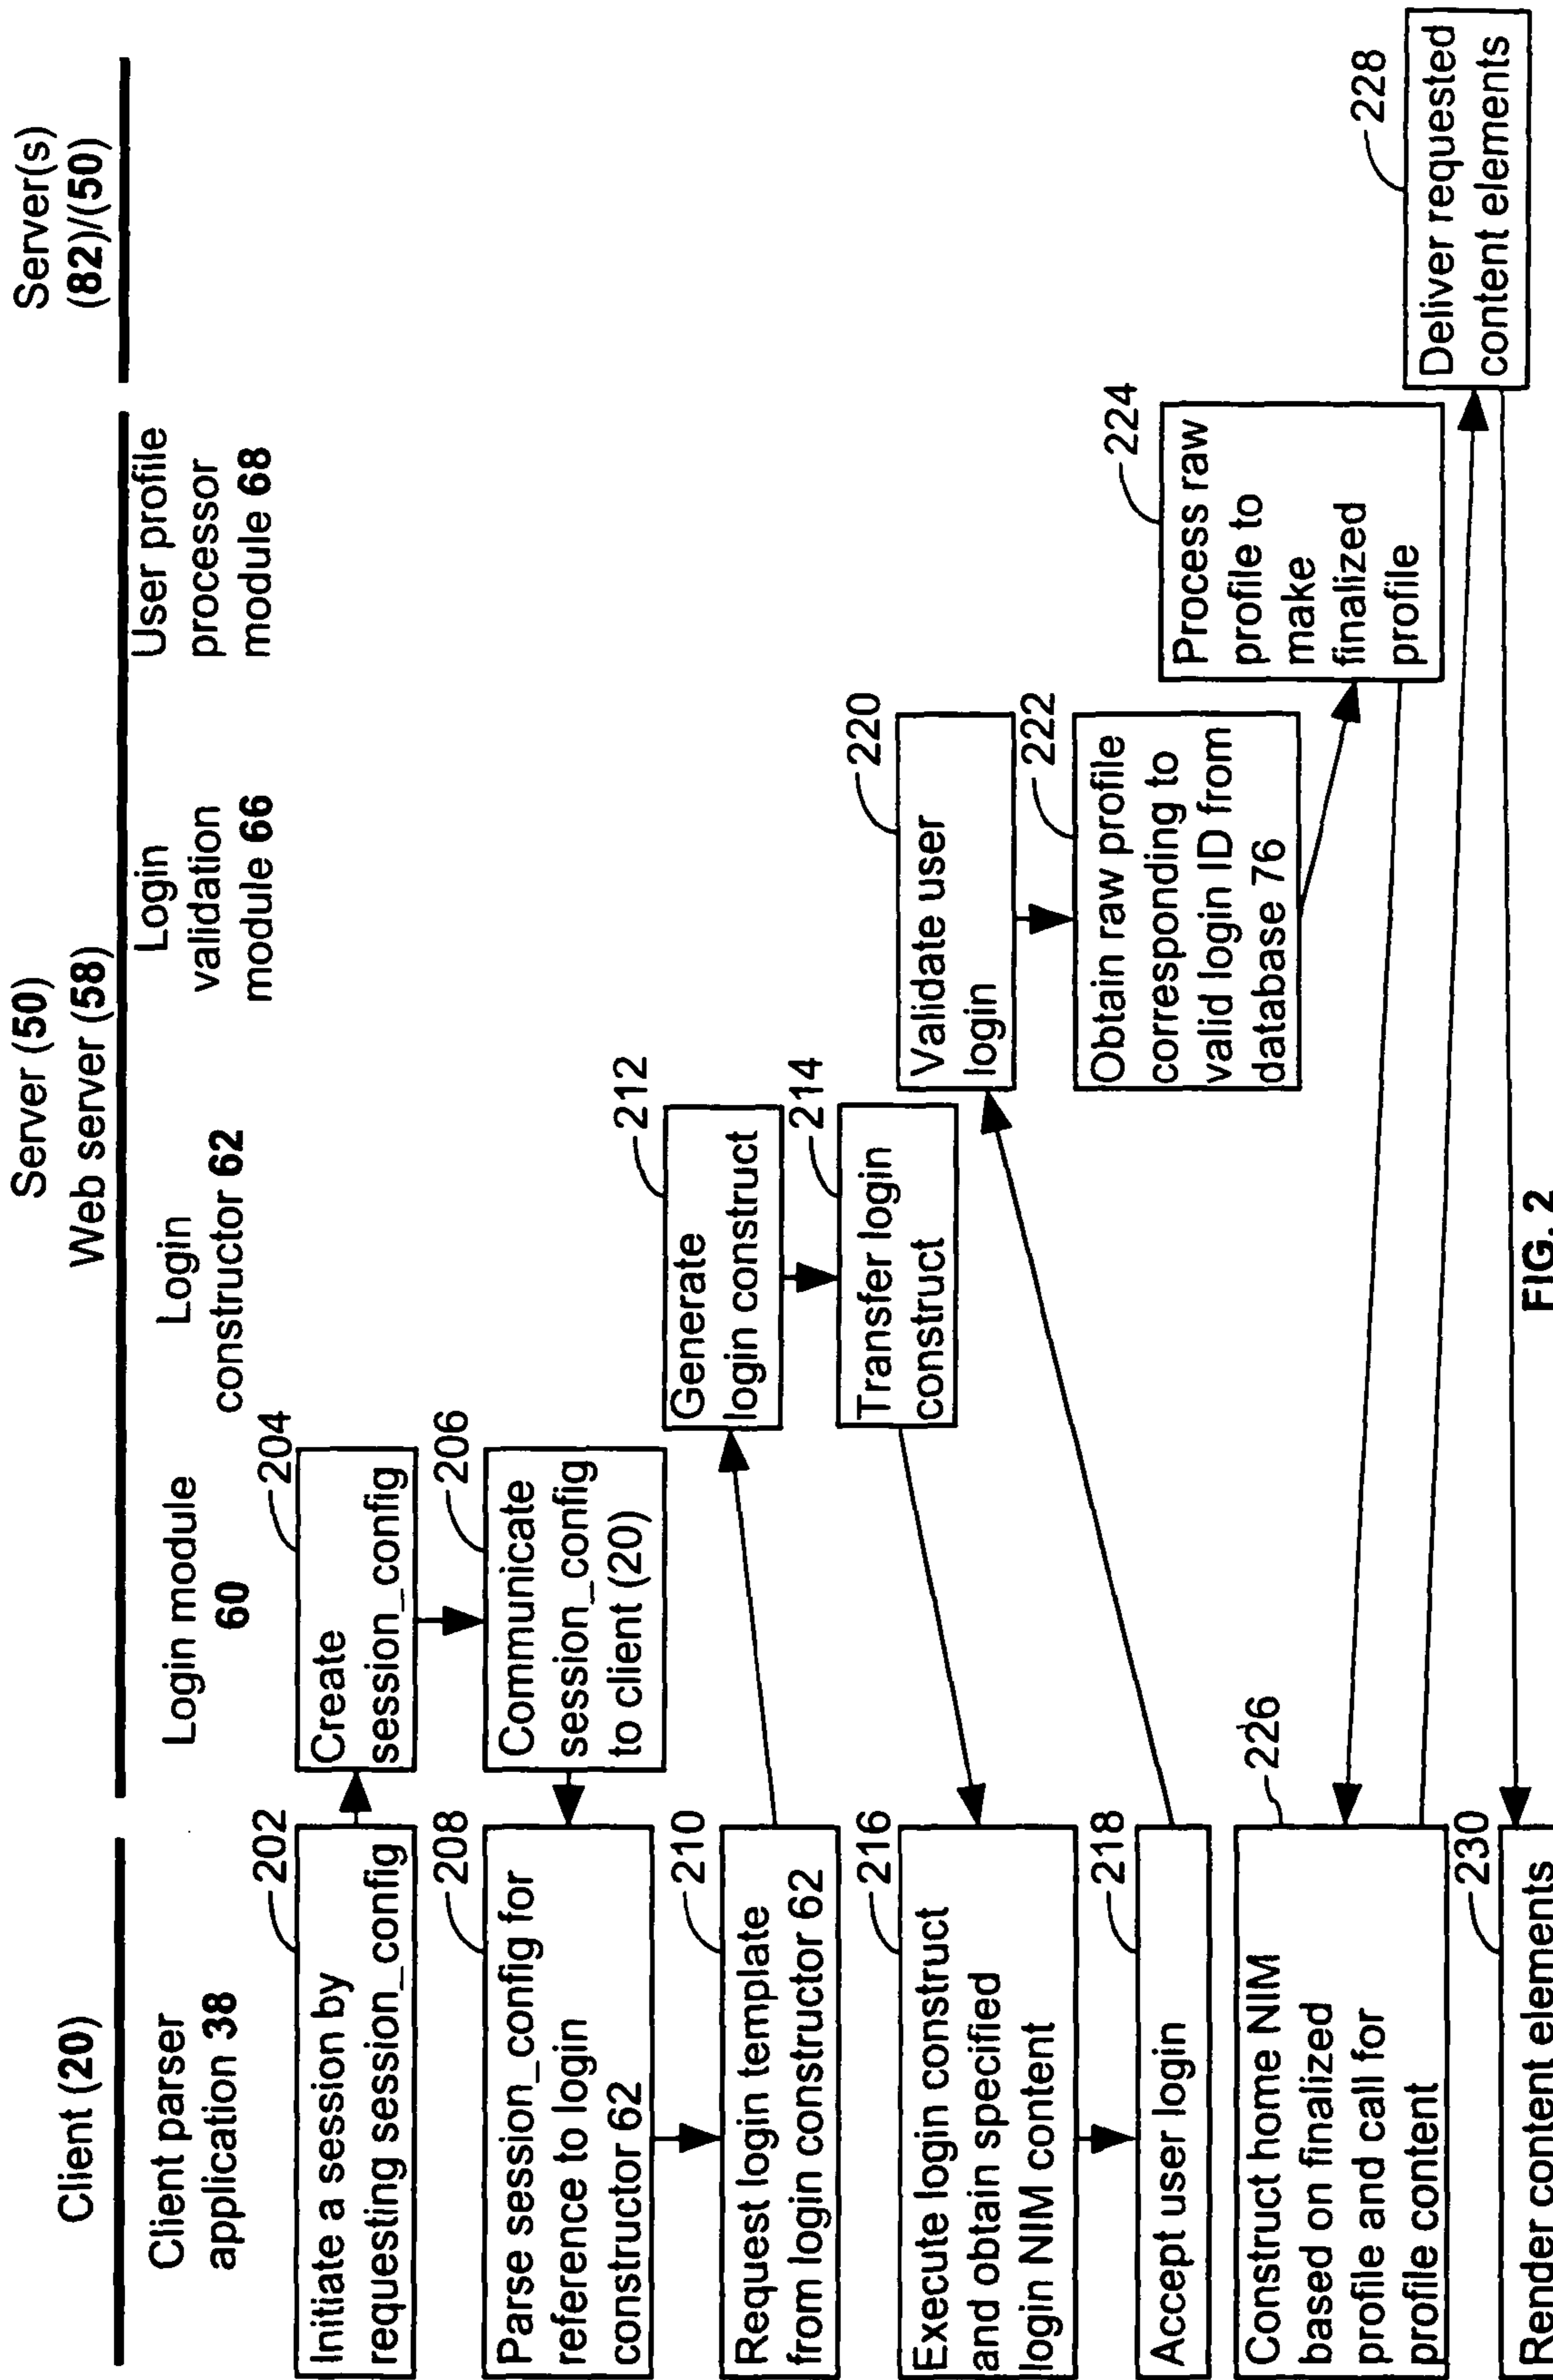 Client (20)
Server (50)
Web server (58)
Server(s)
(82)/(50)
Client parser
application 38
Login module
60
Login
constructor 62
Login
validation
module 66
User profile
processor
module 68
202
Initiate a session by
requesting session_config
204
Create
session_config
206
Communicate
session_config
to client (20)
208
Parse session_config for
reference to login
constructor 62
210
Request login template
from login constructor 62
212
Generate
login construct
214
Transfer login
construct
216
Execute login construct
and obtain specified
login NIM content
218
Accept user login
220
Validate user
login
222
Obtain raw profile
corresponding to
valid login ID from
database 76
224
Process raw
profile to
make
finalized
profile
226
Construct home NIM
based on finalized
profile and call for
profile content
228
Deliver requested
content elements
230
Render content elements
FIG. 2